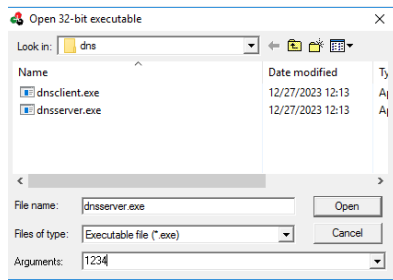 Open 32-bit executable
Look in: dns
Name Date modified Ty
dnsclient.exe 12/27/2023 12:13 Ap
dnsserver.exe 12/27/2023 12:13 Ap
File name: dnsserver.exe Open
Files of type: Executable file (*.exe) Cancel
Arguments: 1234